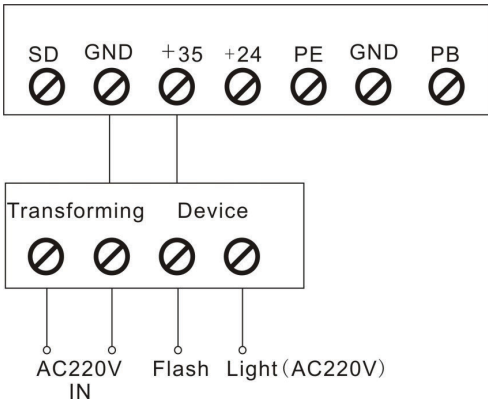 SD GND +35 +24 PE GND PB
Transforming Device
AC220V Flash Light(AC220V)
IN